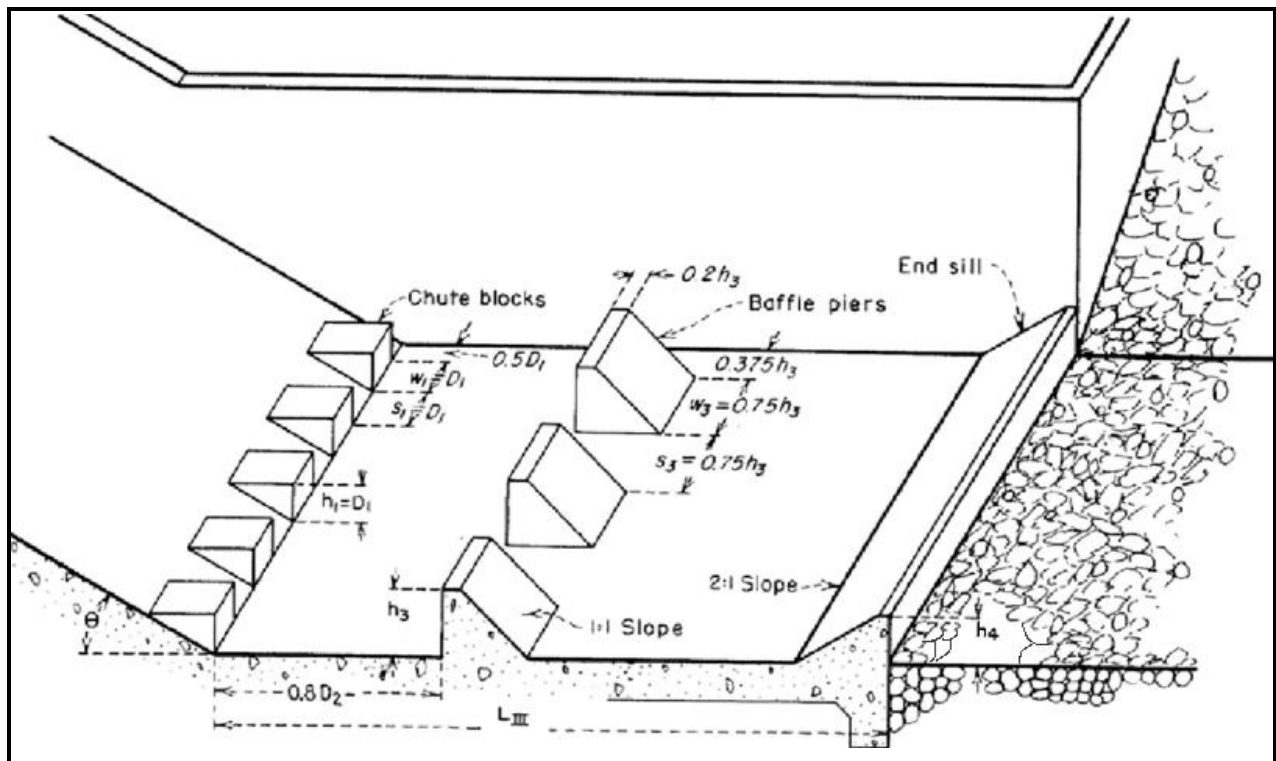 0.2h₃
End sill
Chute blocks
Baffle piers
0.5D₁
0.375h₃
w₁=D₁
w₃=0.75h₃
s₁=D₁
s₃=0.75h₃
h₁=D₁
2:1 Slope
h₃
θ
1:1 Slope
h₄
0.8D₂
L III